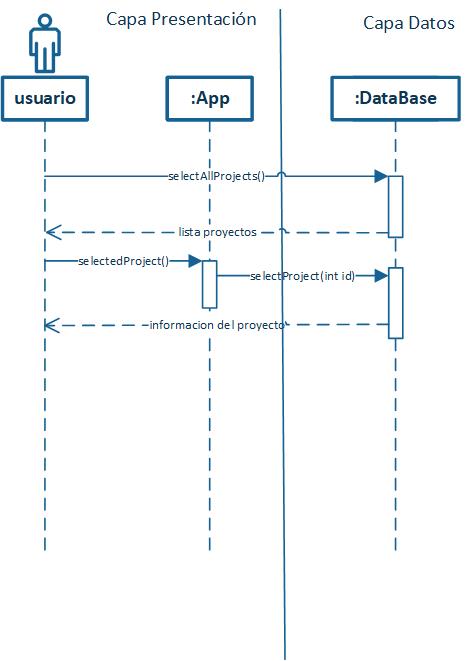 Capa Presentación
Capa Datos
usuario
:App
:DataBase
selectAllProjects()
lista proyectos
selectedProject()
selectProject(int id)
informacion del proyecto